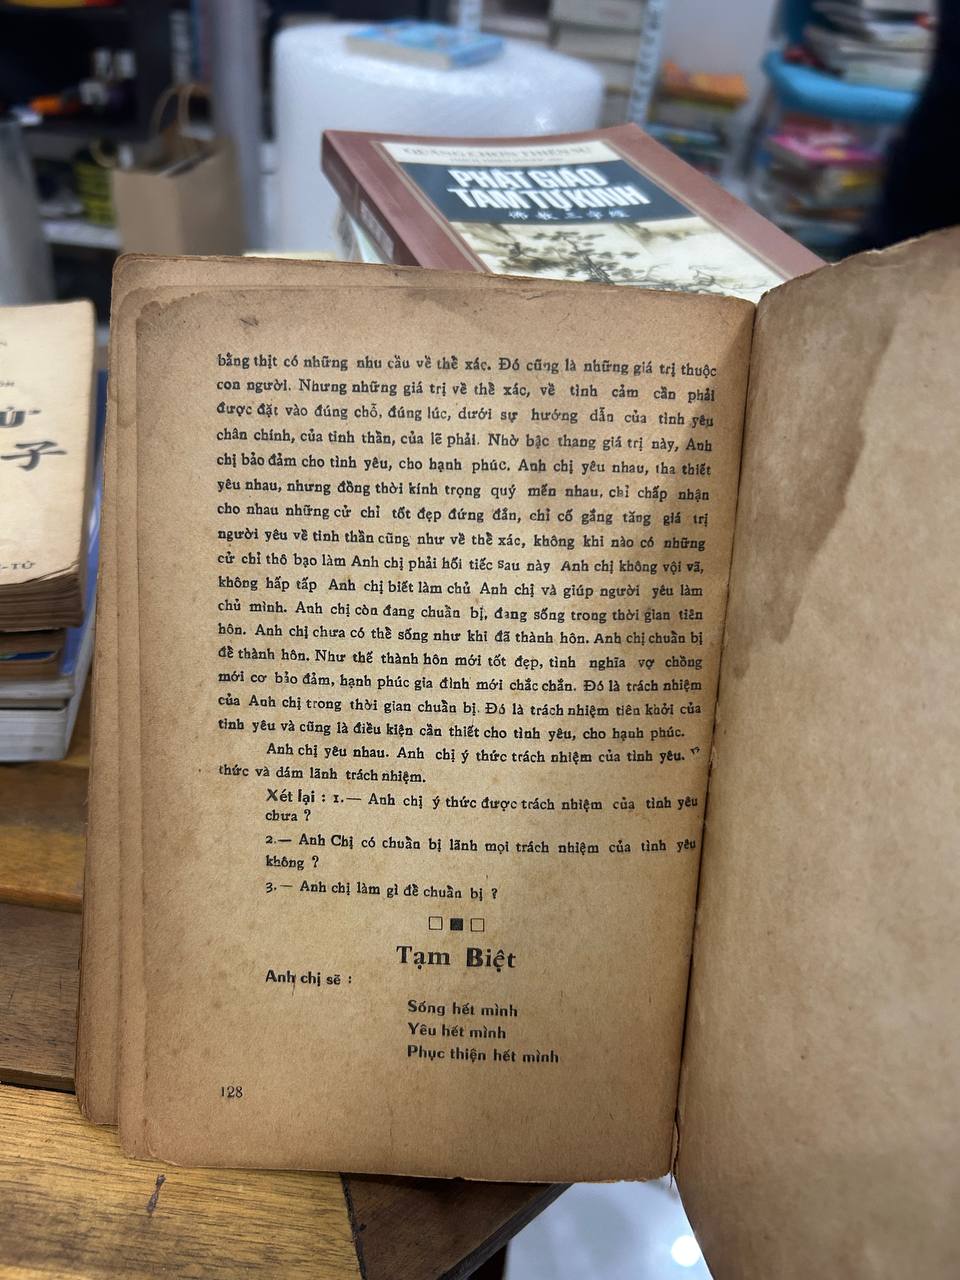 PHẬT GIÁO
TAM TỰ KINH
佛教三字經
子
bằng thịt có những nhu cầu về thề xác. Đó cũng là những giá trị thuộc
con người. Nhưng những giá trị về thề xác, về tình cảm cần phải
được đặt vào đúng chỗ, đúng lúc, dưới sự hướng dẫn của tình yêu
chân chính, của tinh thần, của lẽ phải. Nhờ bậc thang giá trị này, Anh
chị bảo đảm cho tình yêu, cho hạnh phúc. Anh chị yêu nhau, tha thiết
yêu nhau, nhưng đồng thời kính trọng quý mến nhau, chỉ chấp nhận
cho nhau những cử chỉ tốt đẹp đứng đắn, chỉ cố gắng tăng giá trị
người yêu về tinh thần cũng như về thề xác, không khi nào có những
cử chỉ thô bạo làm Anh chị phải hối tiếc sau này Anh chị không vội vã,
không hấp tấp Anh chị biết làm chủ Anh chị và giúp người yêu làm
chủ mình. Anh chị còn đang chuẩn bị, đang sống trong thời gian tiên
hôn. Anh chị chưa có thề sống như khi đã thành hôn. Anh chị chuẩn bị
đề thành hôn. Như thế thành hôn mới tốt đẹp, tình nghĩa vợ chồng
mới cơ bảo đảm, hạnh phúc gia đình mới chắc chắn. Đó là trách nhiệm
của Anh chị trong thời gian chuẩn bị. Đó là trách nhiệm tiên khởi của
tình yêu và cũng là điều kiện cần thiết cho tình yêu, cho hạnh phúc.
Anh chị yêu nhau. Anh chị ý thức trách nhiệm của tình yêu.
thức và dám lãnh trách nhiệm.
Xét lại : 1.— Anh chị ý thức được trách nhiệm của tình yêu
chưa ?
2.— Anh Chị có chuẩn bị lãnh mọi trách nhiệm của tình yêu
không ?
3.— Anh chị làm gì đề chuẩn bị ?
Tạm Biệt
Anh chị sẽ :
Sống hết mình
Yêu hết mình
Phục thiện hết mình
128